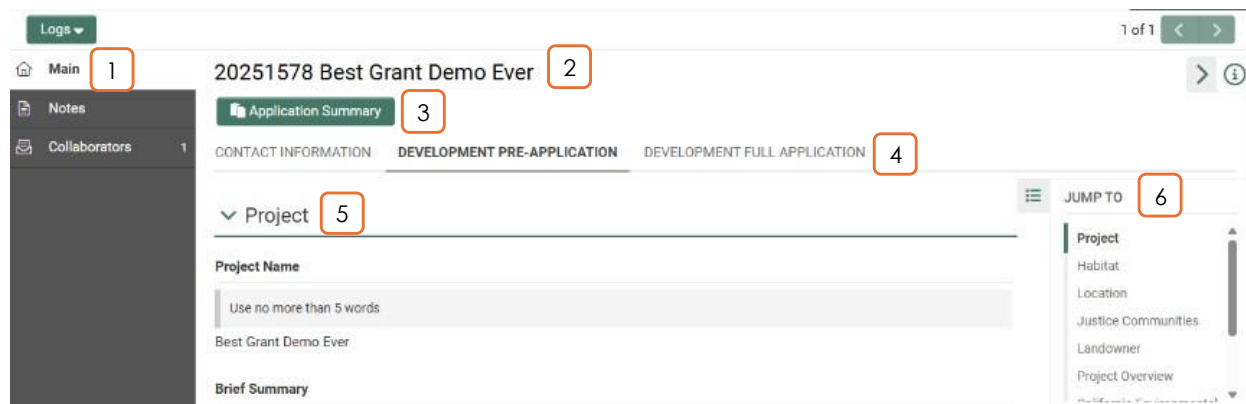 Logs
1 of 1
Main 1
Notes
Collaborators 1
20251578 Best Grant Demo Ever 2
Application Summary 3
CONTACT INFORMATION DEVELOPMENT PRE-APPLICATION DEVELOPMENT FULL APPLICATION 4
Project 5
Project Name
Use no more than 5 words
Best Grant Demo Ever
Brief Summary
JUMP TO 6
Project
Habitat
Location
Justice Communities
Landowner
Project Overview
California Environmental